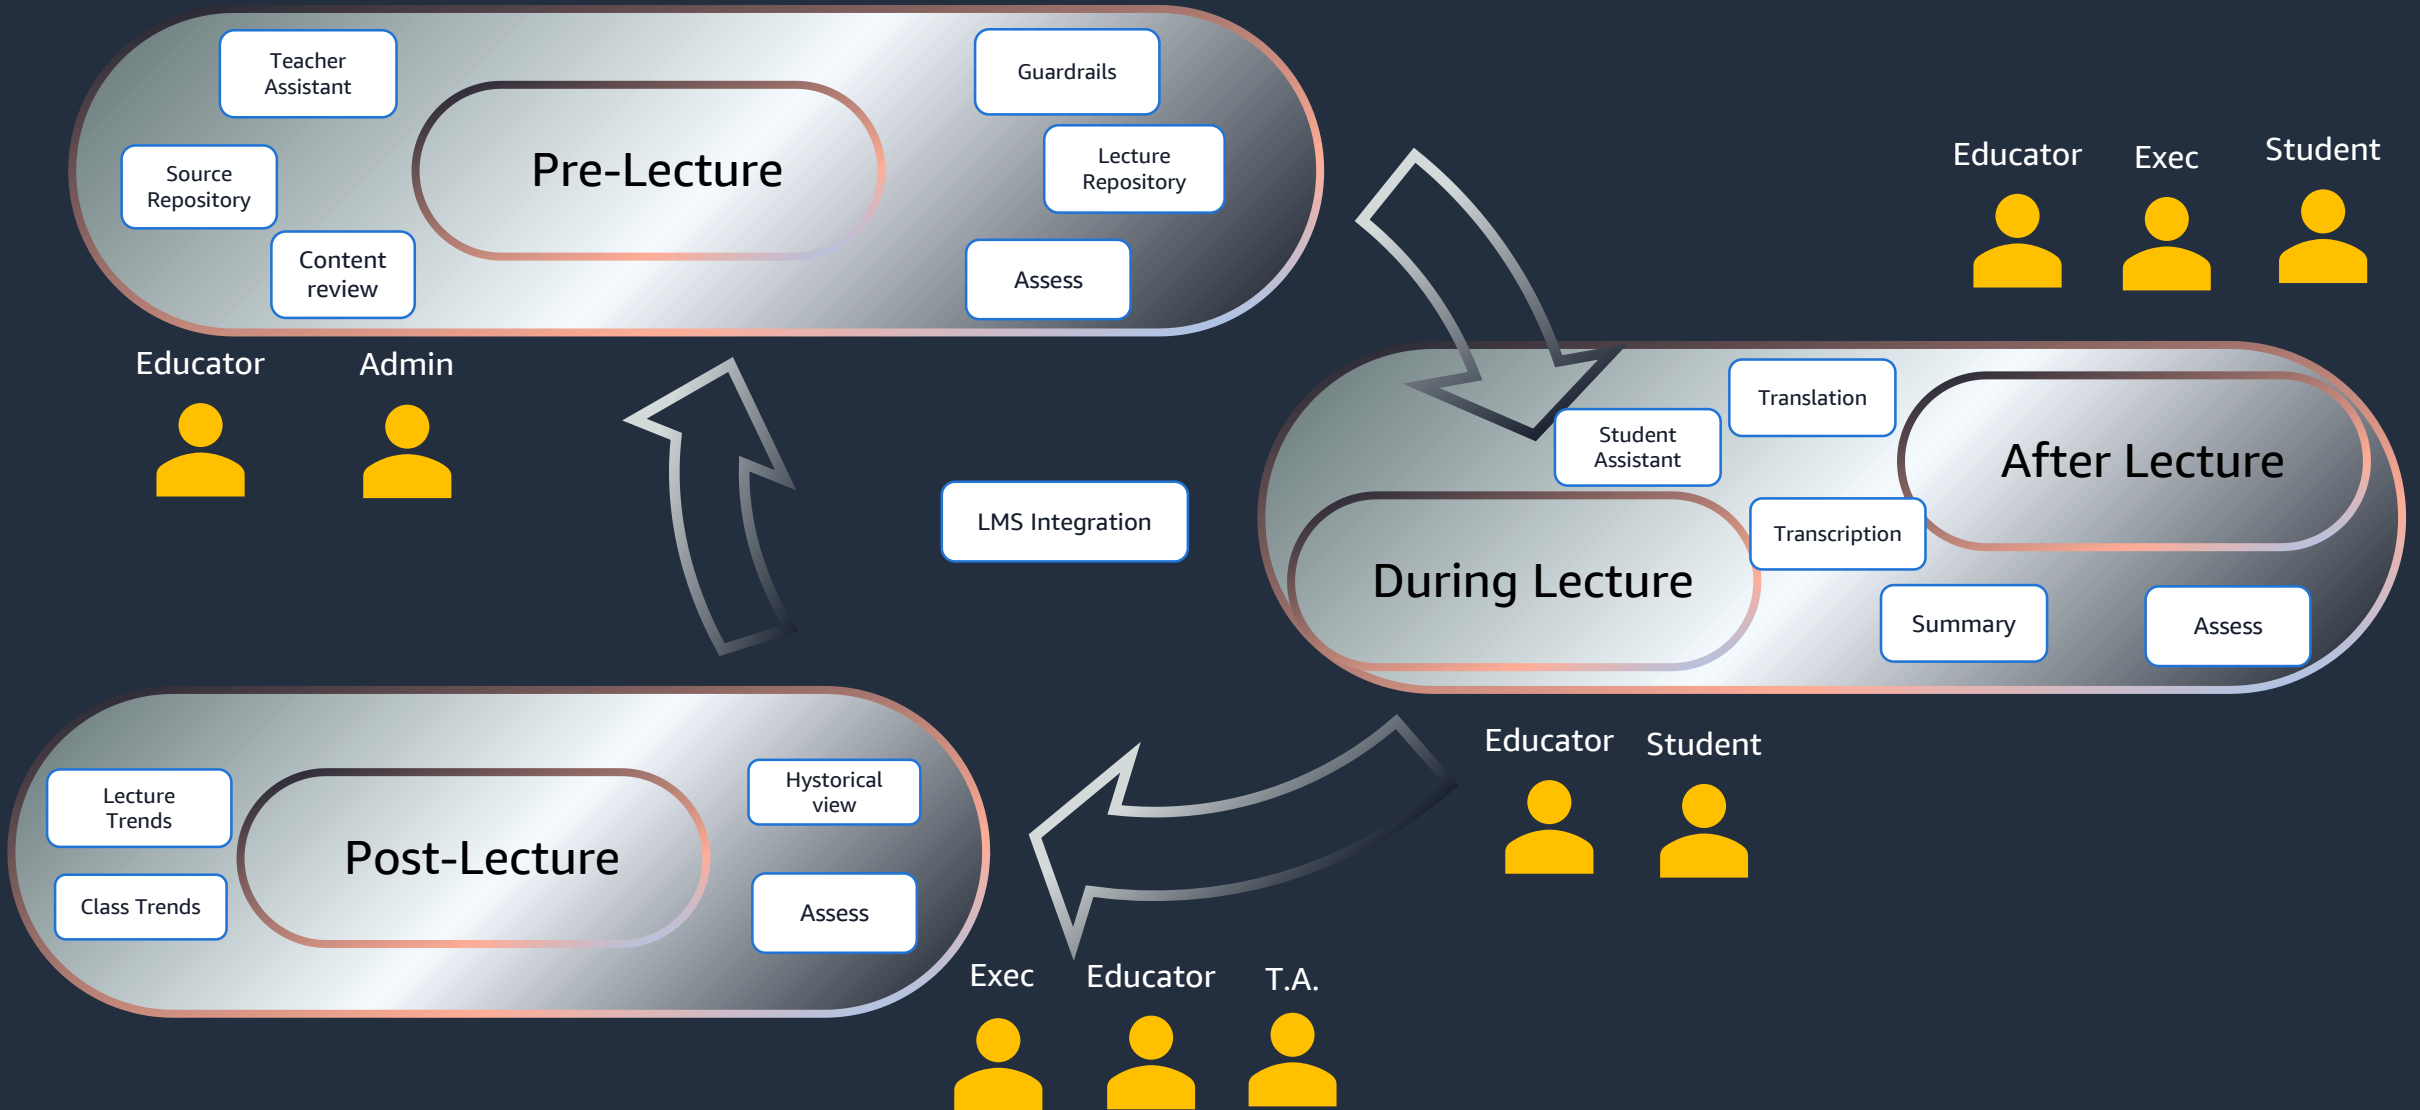 Teacher
Assistant
Guardrails
Source
Repository
Pre-Lecture
Lecture
Repository
Content
review
Assess
Educator
Admin
Educator
Exec
Student
LMS Integration
Student
Assistant
Translation
After Lecture
During Lecture
Transcription
Summary
Assess
Educator
Student
Lecture
Trends
Class Trends
Post-Lecture
Hystorical
view
Assess
Exec
Educator
T.A.